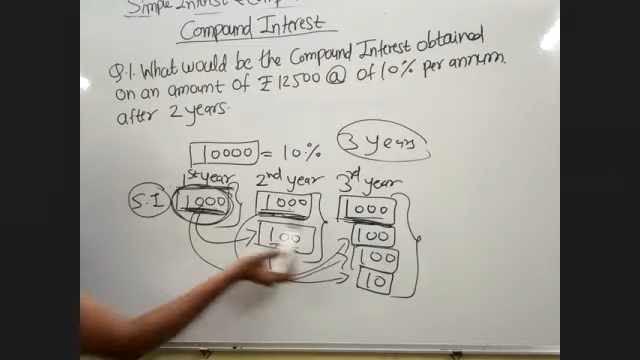 Simple Interest & Comp
Compound Interest
Q.1. What would be the Compound Interest obtained
on an amount of ₹12500 @ of 10% per annum
after 2 years.
10000 = 10% 3 years
1st year 2nd year 3rd year
S.I 1000 1000 1000
100 100
100
10